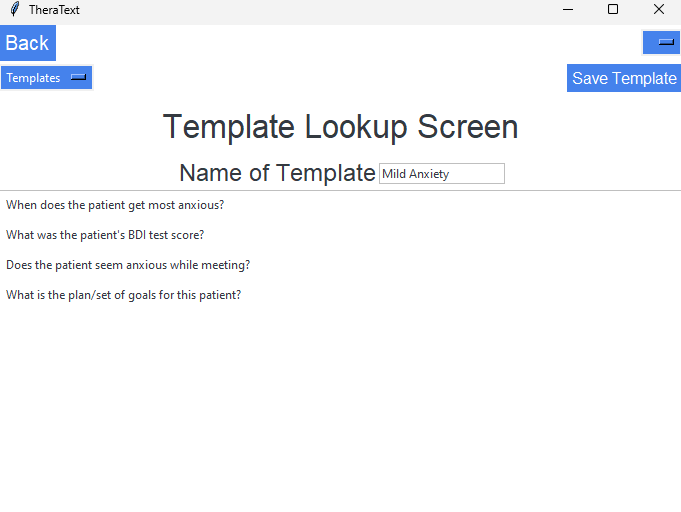 TheraText
Back
Templates
Save Template
Template Lookup Screen
Name of Template Mild Anxiety
When does the patient get most anxious?
What was the patient's BDI test score?
Does the patient seem anxious while meeting?
What is the plan/set of goals for this patient?